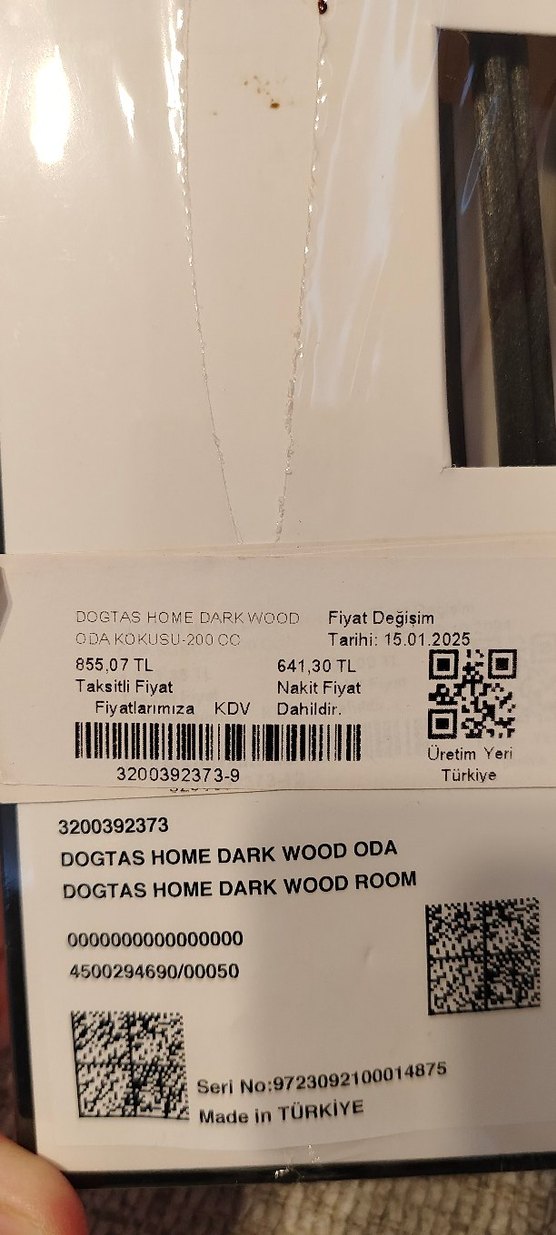 DOGTAS HOME DARK WOOD
ODA KOKUSU-200 CC
Fiyat Değişim
Tarihi: 15.01.2025
855,07 TL
641,30 TL
Taksitli Fiyat
Nakit Fiyat
Fiyatlarımıza KDV Dahildir.
3200392373-9
Üretim Yeri
Türkiye
3200392373
DOGTAS HOME DARK WOOD ODA
DOGTAS HOME DARK WOOD ROOM
0000000000000000
4500294690/00050
Seri No:9723092100014875
Made in TÜRKİYE